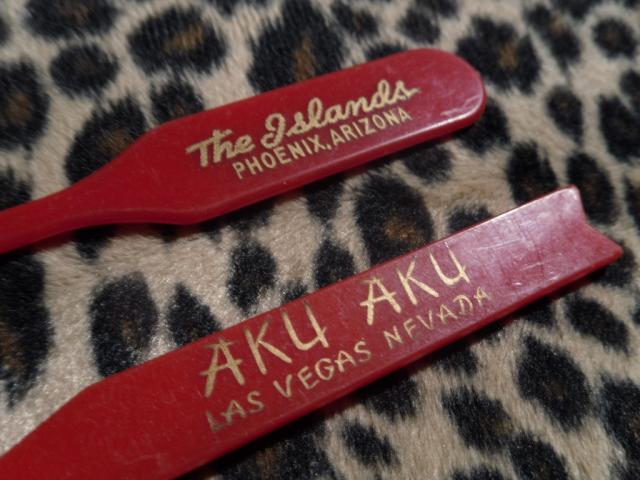 The Islands
PHOENIX, ARIZONA
AKU AKU
LAS VEGAS NEVADA